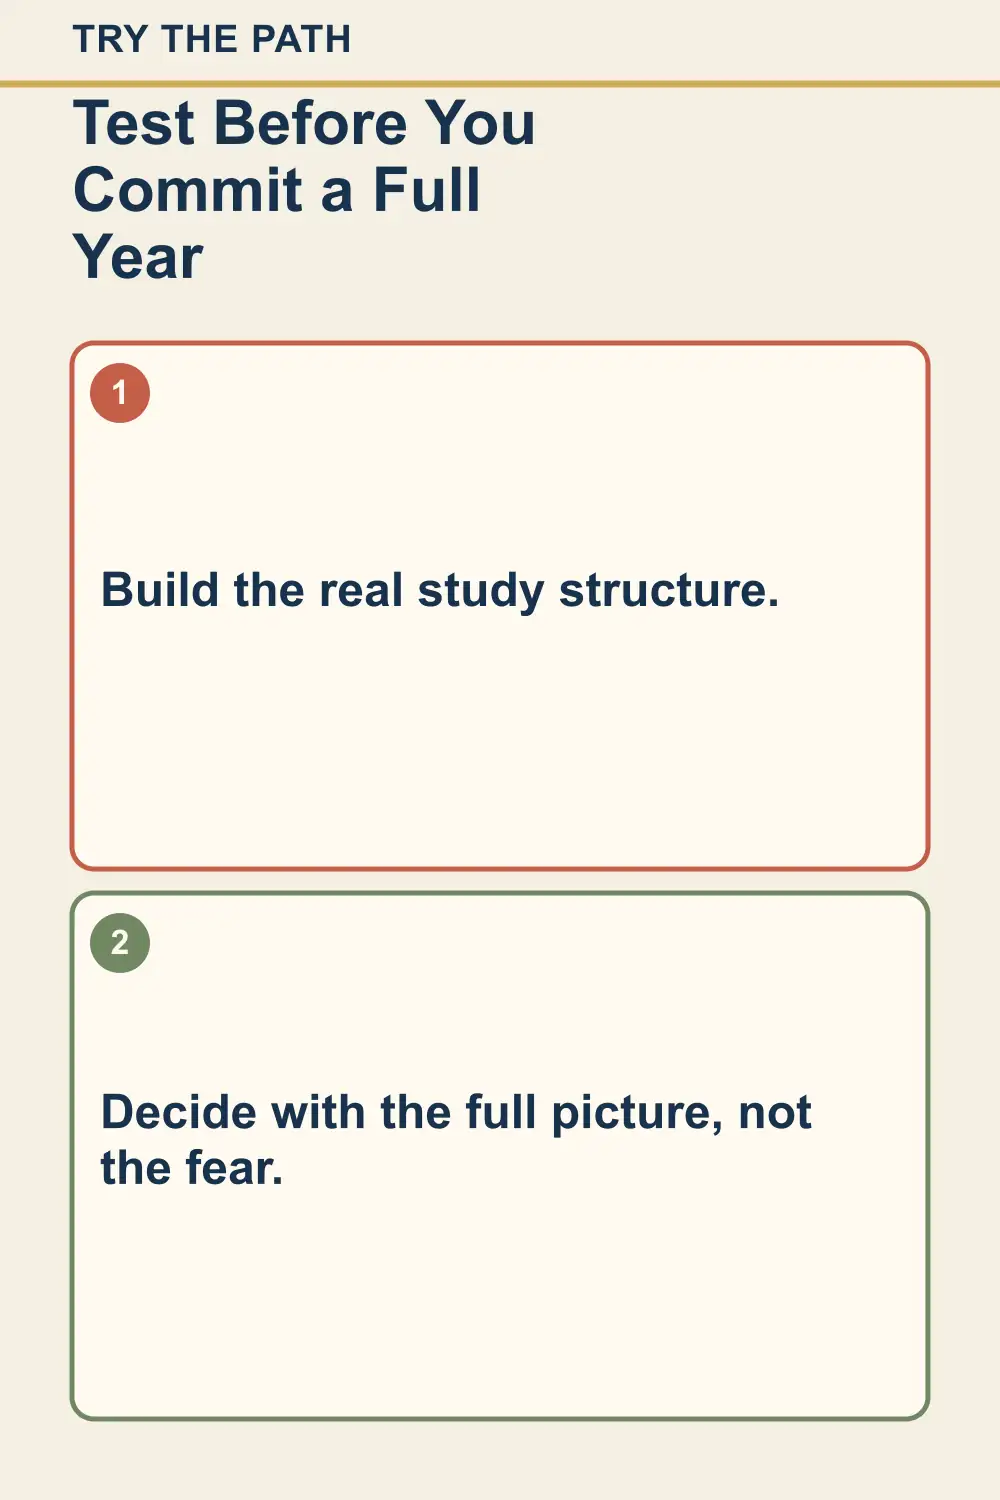 TRY THE PATH
Test Before You
Commit a Full
Year
1
Build the real study structure.
2
Decide with the full picture, not
the fear.